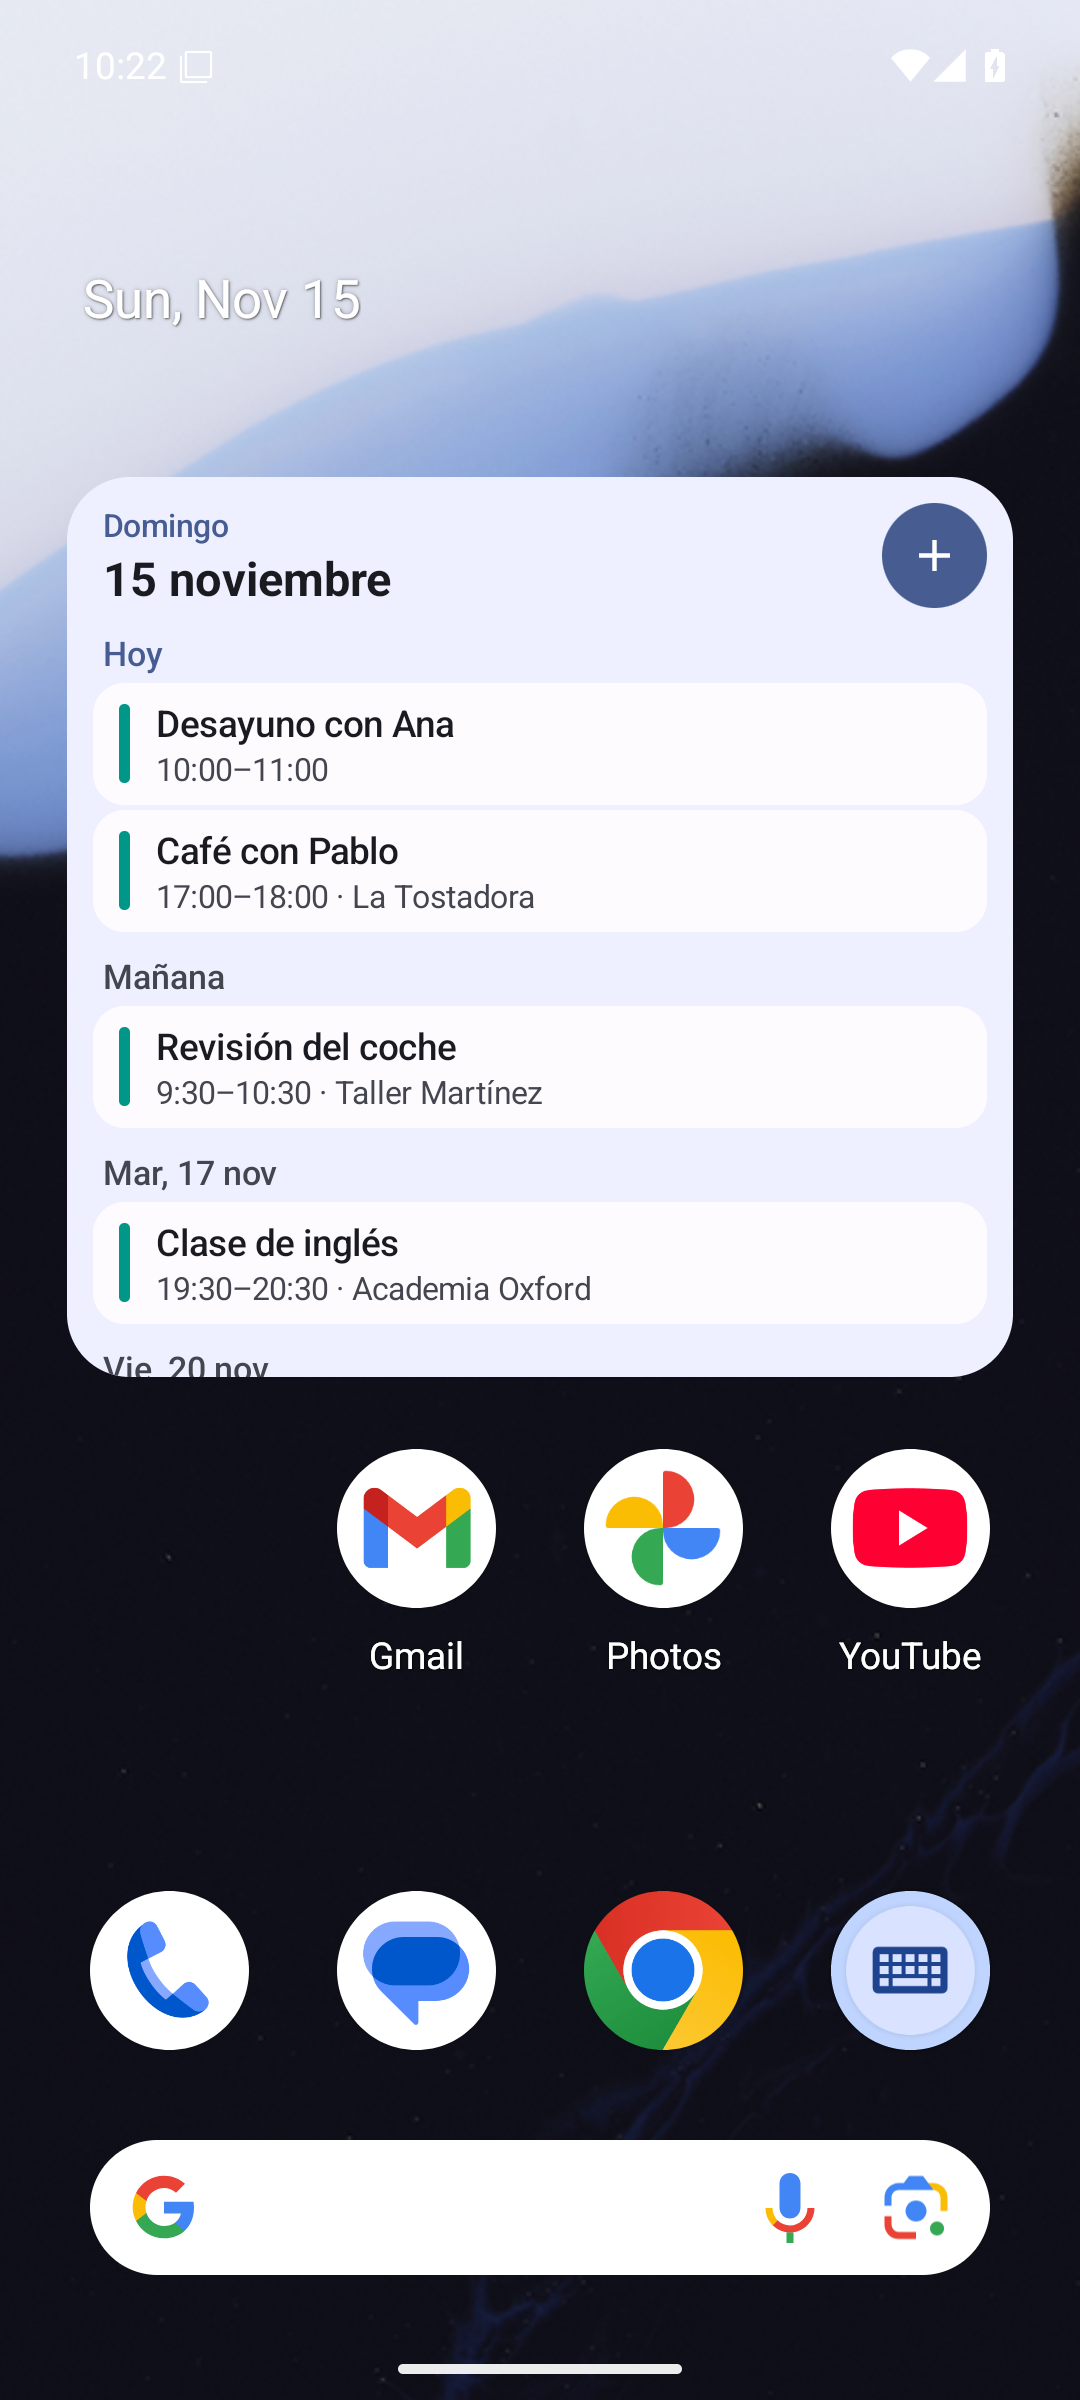 10:22
Sun, Nov 15
Domingo
15 noviembre
Hoy
Desayuno con Ana
10:00–11:00
Café con Pablo
17:00–18:00 · La Tostadora
Mañana
Revisión del coche
9:30–10:30 · Taller Martínez
Mar, 17 nov
Clase de inglés
19:30–20:30 · Academia Oxford
Vie, 20 nov
Gmail
Photos
YouTube